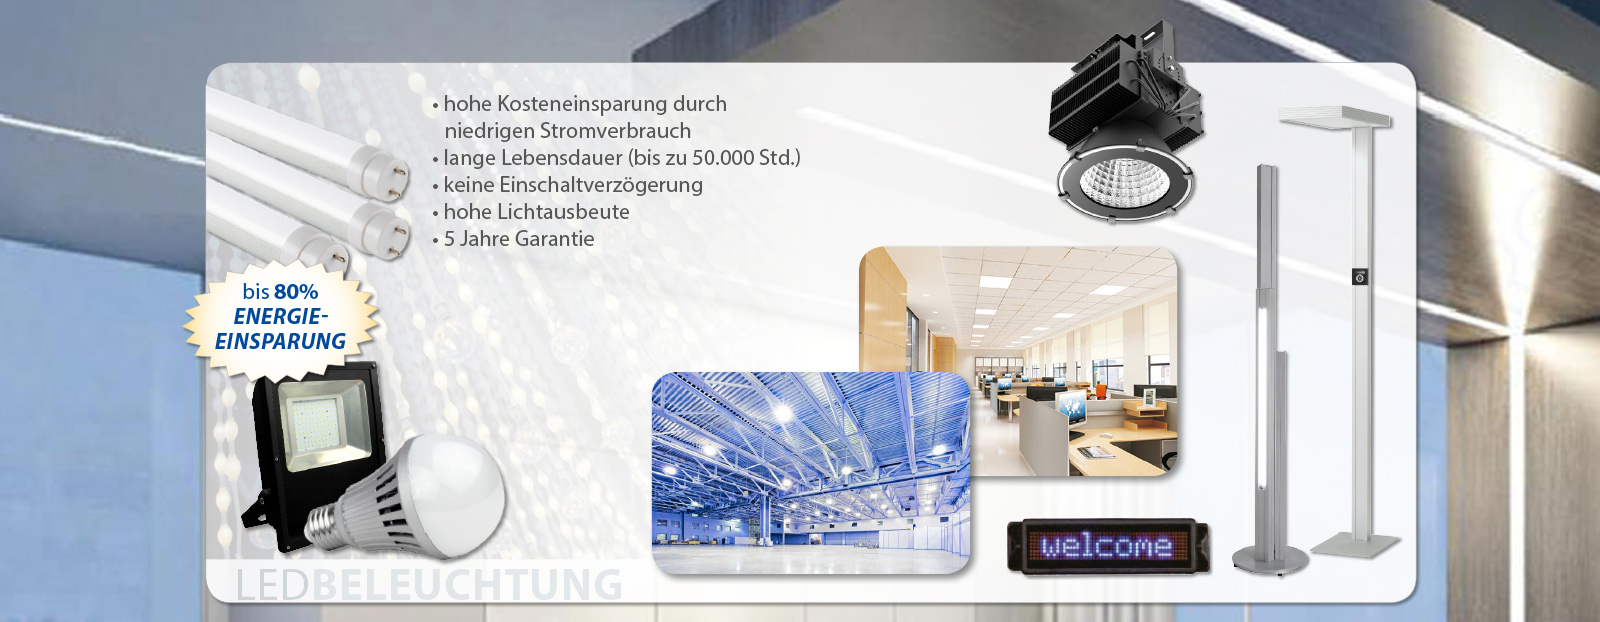 • hohe Kosteneinsparung durch
niedrigen Stromverbrauch
• lange Lebensdauer (bis zu 50.000 Std.)
• keine Einschaltverzögerung
• hohe Lichtausbeute
• 5 Jahre Garantie
bis 80%
ENERGIE-
EINSPARUNG
welcome
LEDBELEUCHTUNG